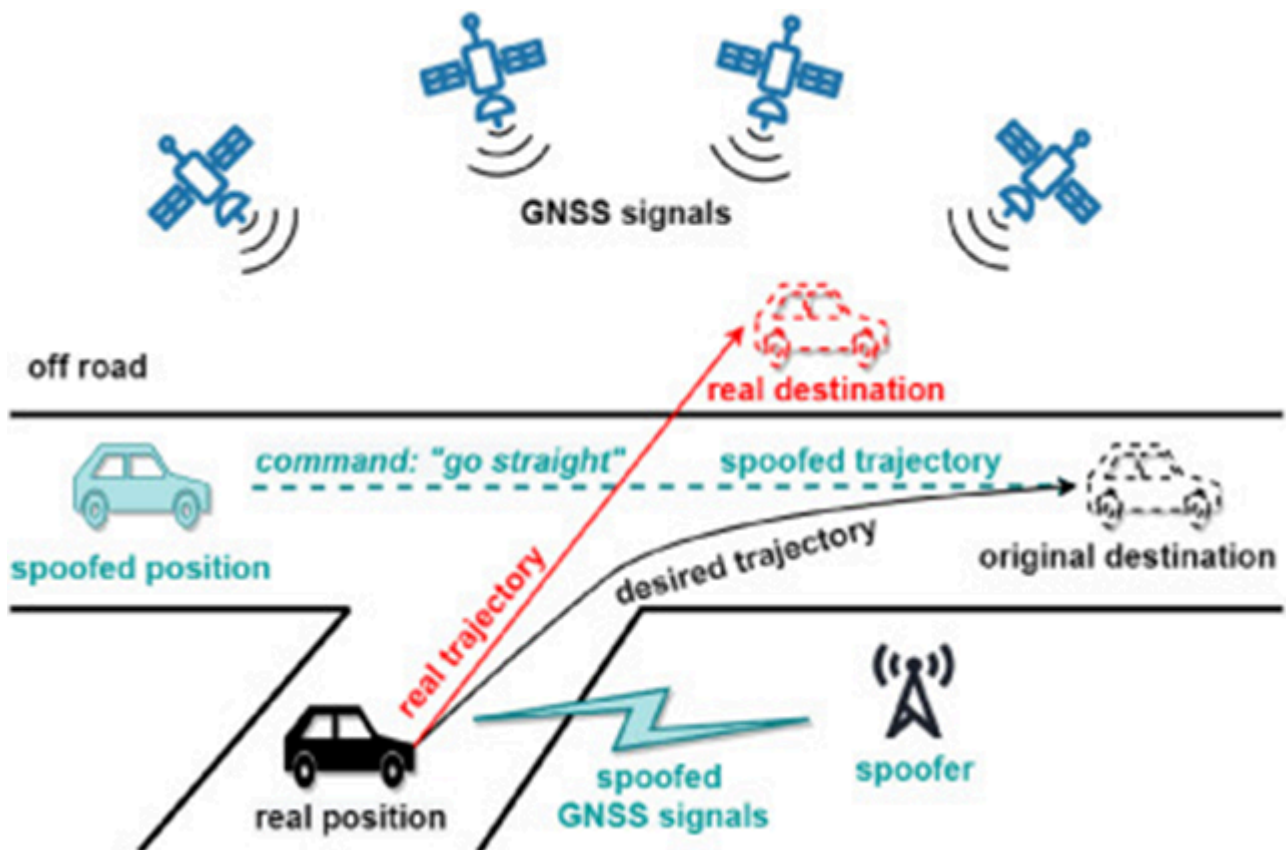 GNSS signals
off road
real destination
command: "go straight"
spoofed trajectory
spoofed position
original destination
desired trajectory
real trajectory
real position
spoofed
GNSS signals
spoofer